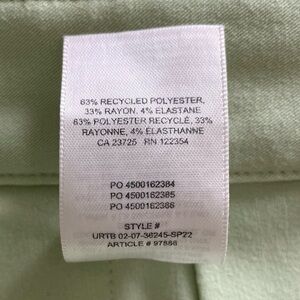 63% RECYCLED POLYESTER,
33% RAYON, 4% ELASTANE
63% POLYESTER RECYCLÉ, 33%
RAYONNE, 4% ÉLASTHANNE
CA 23725 RN 122354
PO 4500162384
PO 4500162385
PO 4500162386
STYLE #
URTB 02-07-36245-SP22
ARTICLE # 97886